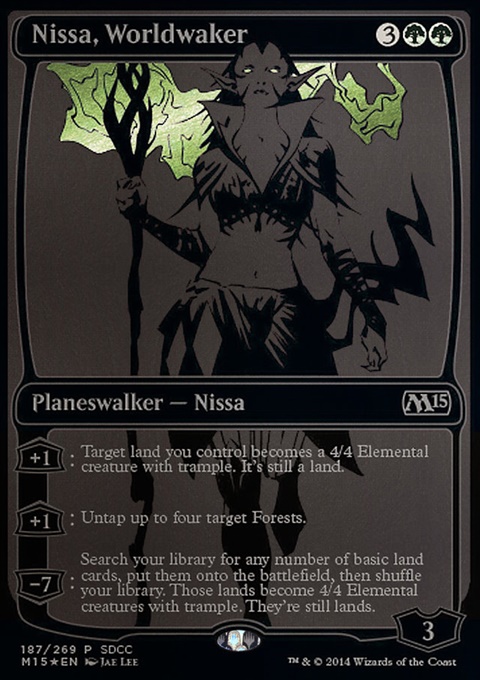 Nissa, Worldwaker 3
Planeswalker — Nissa M15
+1 : Target land you control becomes a 4/4 Elemental
creature with trample. It's still a land.
+1 : Untap up to four target Forests.
Search your library for any number of basic land
cards, put them onto the battlefield, then shuffle
-7 : your library. Those lands become 4/4 Elemental
creatures with trample. They're still lands.
3
187/269 P SDCC
M15★EN Jae Lee
™ & © 2014 Wizards of the Coast